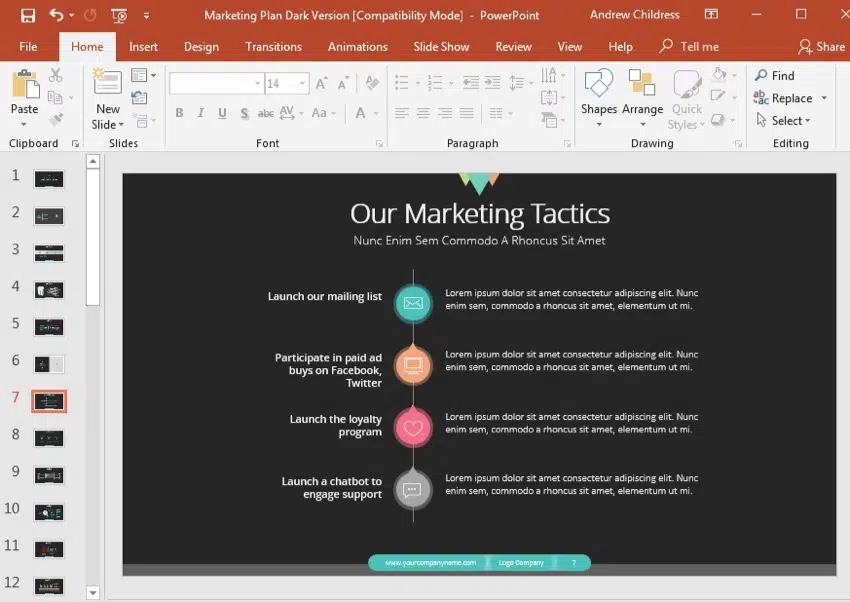 Marketing Plan Dark Version [Compatibility Mode] - PowerPoint
Andrew Childress
File Home Insert Design Transitions Animations Slide Show Review View Help Tell me Share
Paste
New
Slide
14
B I U S abc AV Aa A
Shapes Arrange Quick
Styles
Find
Replace
Select
Clipboard Slides Font Paragraph Drawing Editing
1
2
3
4
5
6
7
8
9
10
11
12
Our Marketing Tactics
Nunc Enim Sem Commodo A Rhoncus Sit Amet
Launch our mailing list
Lorem ipsum dolor sit amet consectetur adipiscing elit. Nunc
enim sem, commodo a rhoncus sit amet, elementum ut mi.
Participate in paid ad
buys on Facebook,
Twitter
Lorem ipsum dolor sit amet consectetur adipiscing elit. Nunc
enim sem, commodo a rhoncus sit amet, elementum ut mi.
Launch the loyalty
program
Lorem ipsum dolor sit amet consectetur adipiscing elit. Nunc
enim sem, commodo a rhoncus sit amet, elementum ut mi.
Launch a chatbot to
engage support
Lorem ipsum dolor sit amet consectetur adipiscing elit. Nunc
enim sem, commodo a rhoncus sit amet, elementum ut mi.
www.yourcompanyname.com Logo Company 7